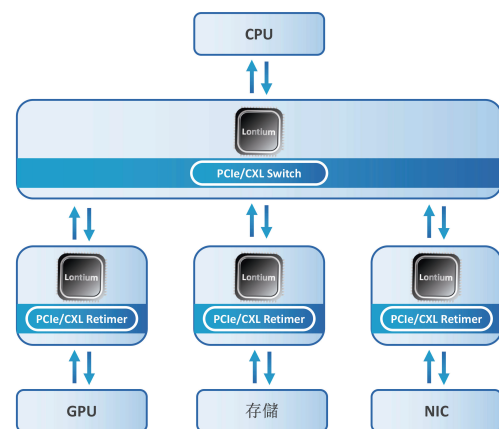 CPU
Lontium
PCIe/CXL Switch
Lontium
Lontium
Lontium
PCIe/CXL Retimer
PCIe/CXL Retimer
PCIe/CXL Retimer
GPU
存儲
NIC